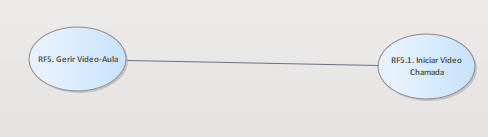 RF5. Gerir Vídeo-Aula
RF5.1. Iniciar Vídeo
Chamada